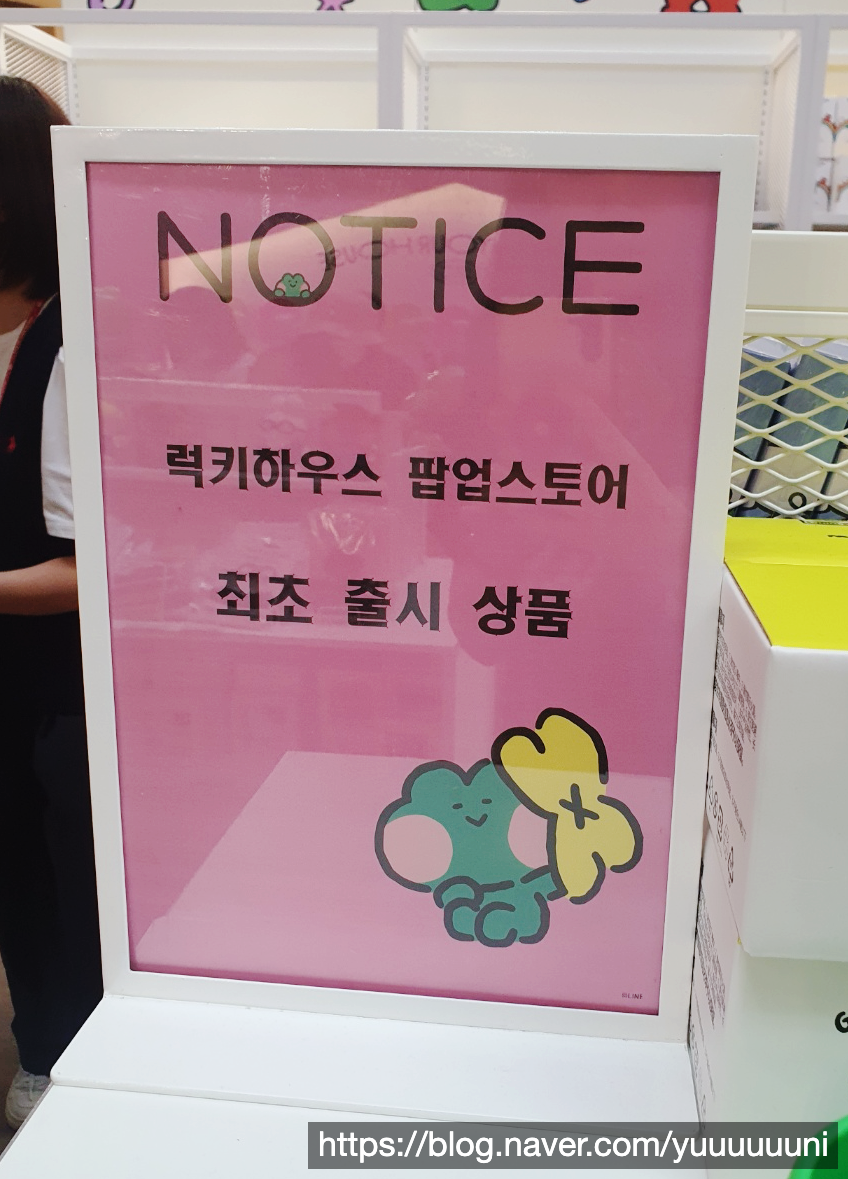 NOTICE
럭키하우스 팝업스토어
최초 출시 상품
©LINE
https://blog.naver.com/yuuuuuuni